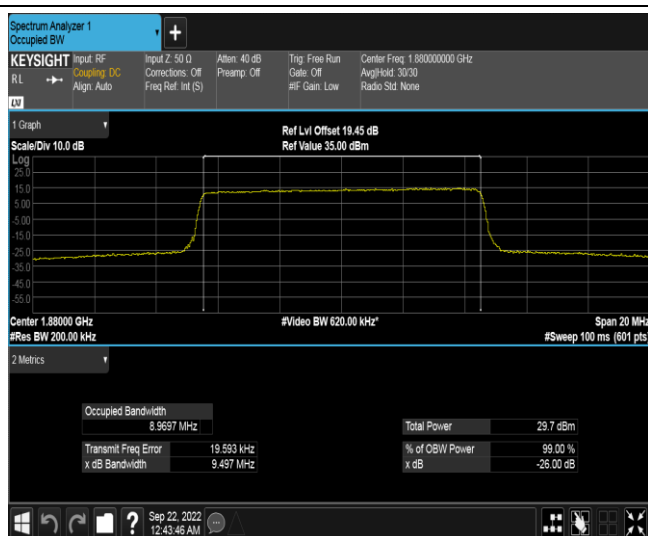 Spectrum Analyzer 1
Occupied BW
+
KEYSIGHT
RL
LXI
Input: RF
Coupling: DC
Align: Auto
Input Z: 50 Ω
Corrections: Off
Freq Ref: Int (S)
Atten: 40 dB
Preamp: Off
Trig: Free Run
Gate: Off
#IF Gain: Low
Center Freq: 1.880000000 GHz
Avg|Hold: 30/30
Radio Std: None
1 Graph
Scale/Div 10.0 dB
Ref Lvl Offset 19.45 dB
Ref Value 35.00 dBm
Log
25.0
15.0
5.00
-5.00
-15.0
-25.0
-35.0
-45.0
-55.0
Center 1.88000 GHz
#Res BW 200.00 kHz
#Video BW 620.00 kHz*
Span 20 MHz
#Sweep 100 ms (601 pts)
2 Metrics
Occupied Bandwidth
8.9697 MHz
Transmit Freq Error 19.593 kHz
x dB Bandwidth 9.497 MHz
Total Power 29.7 dBm
% of OBW Power 99.00 %
x dB -26.00 dB
?
Sep 22, 2022
12:43:46 AM